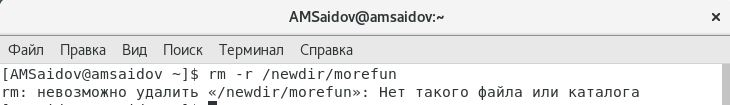 AMSaidov@amsaidov:~
Файл Правка Вид Поиск Терминал Справка
[AMSaidov@amsaidov ~]$ rm -r /newdir/morefun
rm: невозможно удалить «/newdir/morefun»: Нет такого файла или каталога